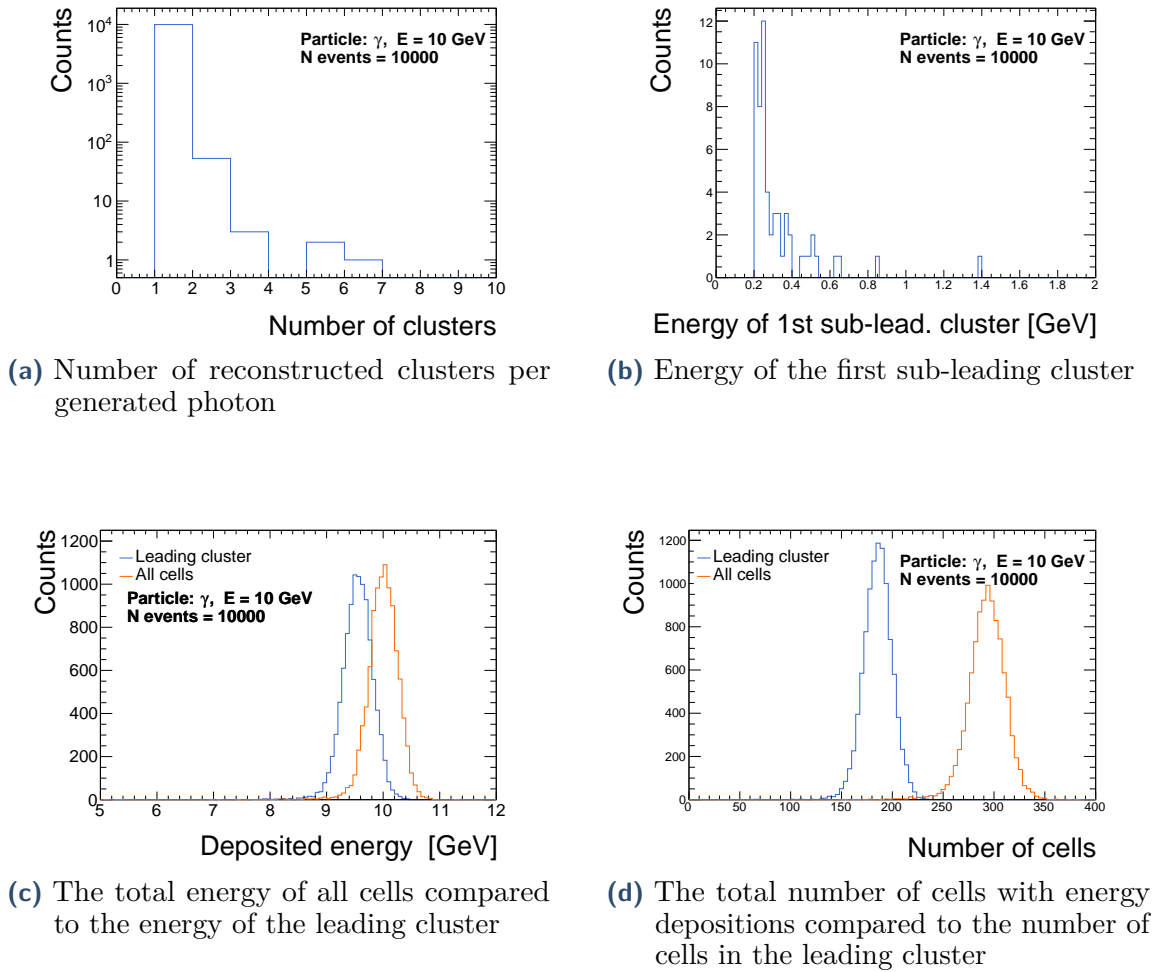 Counts
10⁴
10³
10²
10
1
Particle: γ, E = 10 GeV
N events = 10000
0 1 2 3 4 5 6 7 8 9 10
Number of clusters
(a) Number of reconstructed clusters per
generated photon
Counts
12
10
8
6
4
2
0
Particle: γ, E = 10 GeV
N events = 10000
0 0.2 0.4 0.6 0.8 1 1.2 1.4 1.6 1.8 2
Energy of 1st sub-lead. cluster [GeV]
(b) Energy of the first sub-leading cluster
Counts
1200
1000
800
600
400
200
0
Leading cluster
All cells
Particle: γ, E = 10 GeV
N events = 10000
5 6 7 8 9 10 11 12
Deposited energy [GeV]
(c) The total energy of all cells compared
to the energy of the leading cluster
Counts
1200
1000
800
600
400
200
0
Leading cluster
All cells
Particle: γ, E = 10 GeV
N events = 10000
0 50 100 150 200 250 300 350 400
Number of cells
(d) The total number of cells with energy
depositions compared to the number of
cells in the leading cluster